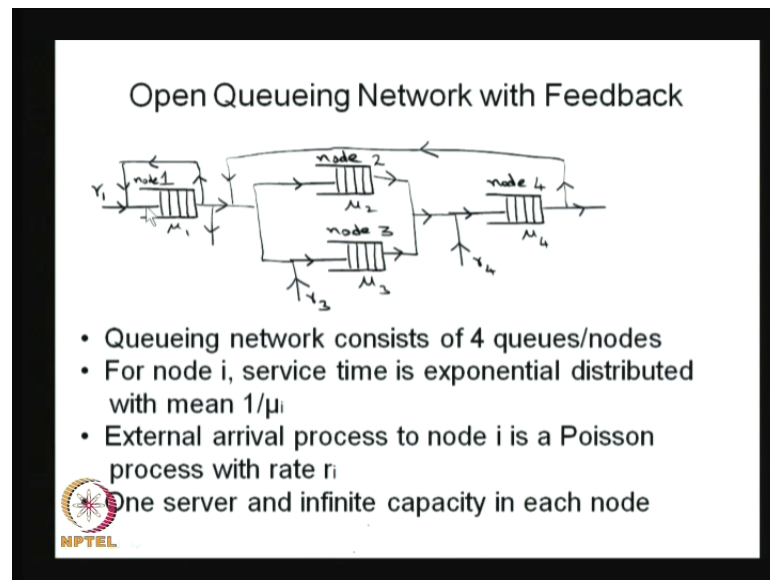 Open Queueing Network with Feedback
node 2
r1 node 1
node 4
μ1
μ2
node 3
μ4
r4
r3
μ3
• Queueing network consists of 4 queues/nodes
• For node i, service time is exponential distributed
with mean 1/μi
• External arrival process to node i is a Poisson
process with rate ri
One server and infinite capacity in each node
NPTEL